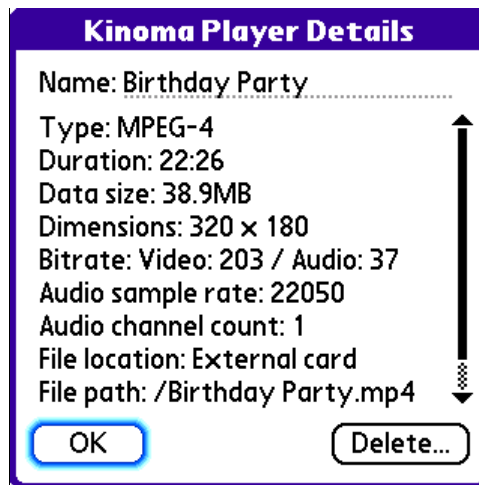 Kinoma Player Details
Name: Birthday Party
Type: MPEG-4
Duration: 22:26
Data size: 38.9MB
Dimensions: 320 x 180
Bitrate: Video: 203 / Audio: 37
Audio sample rate: 22050
Audio channel count: 1
File location: External card
File path: /Birthday Party.mp4
OK Delete...